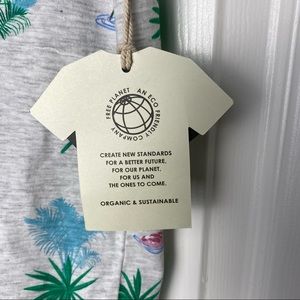 FREE PLANET AN ECO FRIENDLY COMPANY
CREATE NEW STANDARDS
FOR A BETTER FUTURE,
FOR OUR PLANET,
FOR US AND
THE ONES TO COME.
ORGANIC & SUSTAINABLE